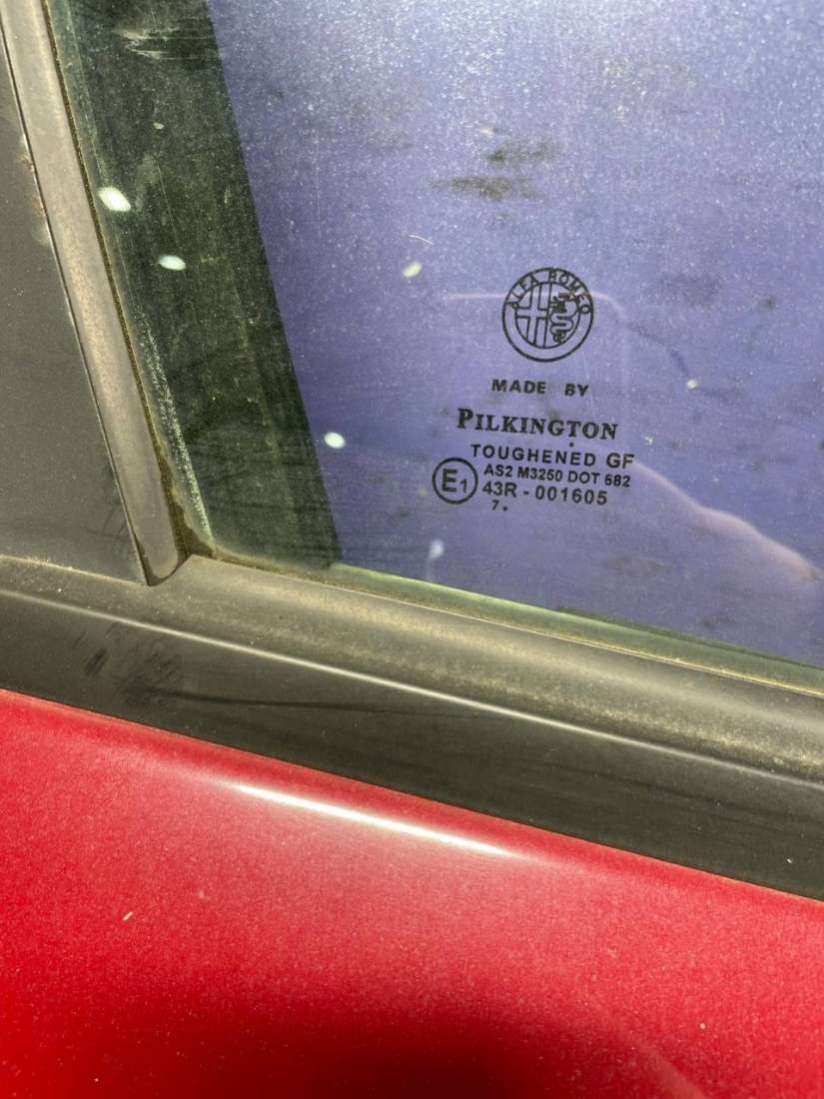 ALFA ROMEO
MADE BY
PILKINGTON
TOUGHENED GF
AS2 M3250 DOT 682
E1 43R - 001605
7.